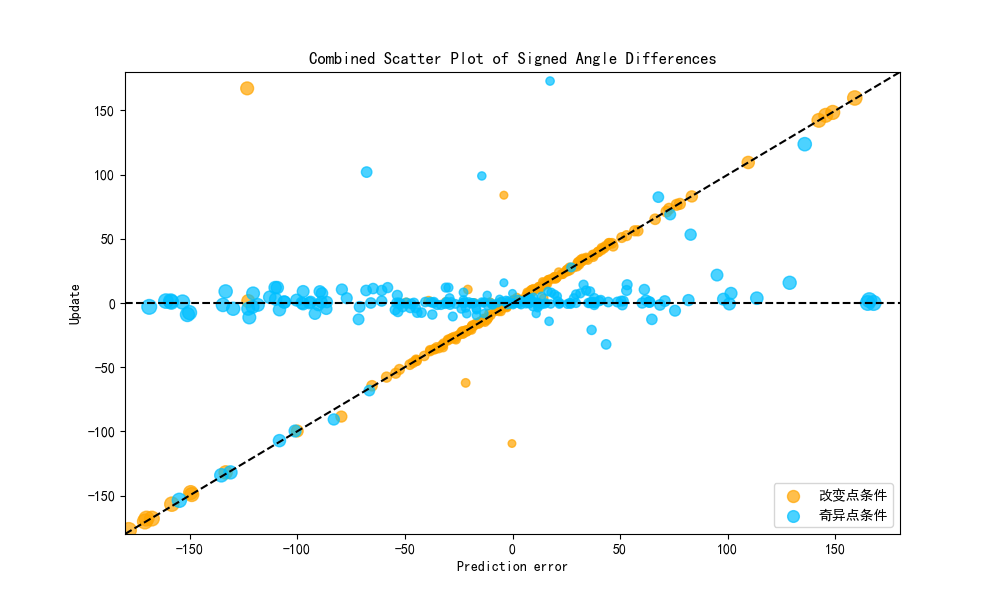 Combined Scatter Plot of Signed Angle Differences
Update
150
100
50
0
−50
−100
−150
−150
−100
−50
0
50
100
150
Prediction error
改变点条件
奇异点条件